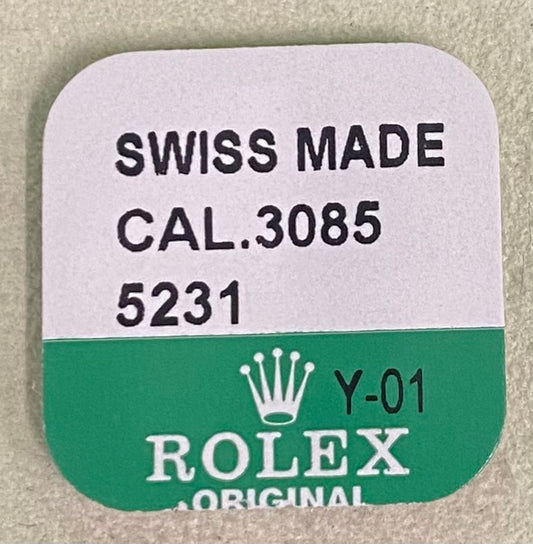 SWISS MADE
CAL.3085
5231
Y-01
ROLEX
ORIGINAL